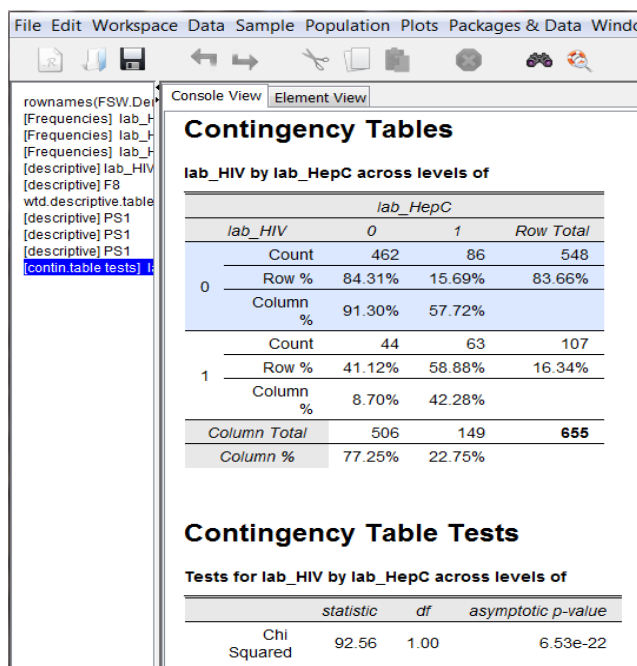 File Edit Workspace Data Sample Population Plots Packages & Data
rownames(FSW.
[Frequencies]
[Frequencies]
[Frequencies]
[descriptive] lab_HIV
[descriptive] F8
wtd.descriptive.table
[descriptive] PS1
[descriptive] PS1
[descriptive] PS1
[contin.table tests]
Console View Element View
Contingency Tables
lab_HIV by lab_HepC across levels of
lab_HepC
lab_HIV 0 1 Row Total
0
Count 462 86 548
Row % 84.31% 15.69% 83.66%
Column
% 91.30% 57.72%
1
Count 44 63 107
Row % 41.12% 58.88% 16.34%
Column
% 8.70% 42.28%
Column Total 506 149 655
Column % 77.25% 22.75%
Contingency Table Tests
Tests for lab_HIV by lab_HepC across levels of
statistic df asymptotic p-value
Chi
Squared 92.56 1.00 6.53e-22